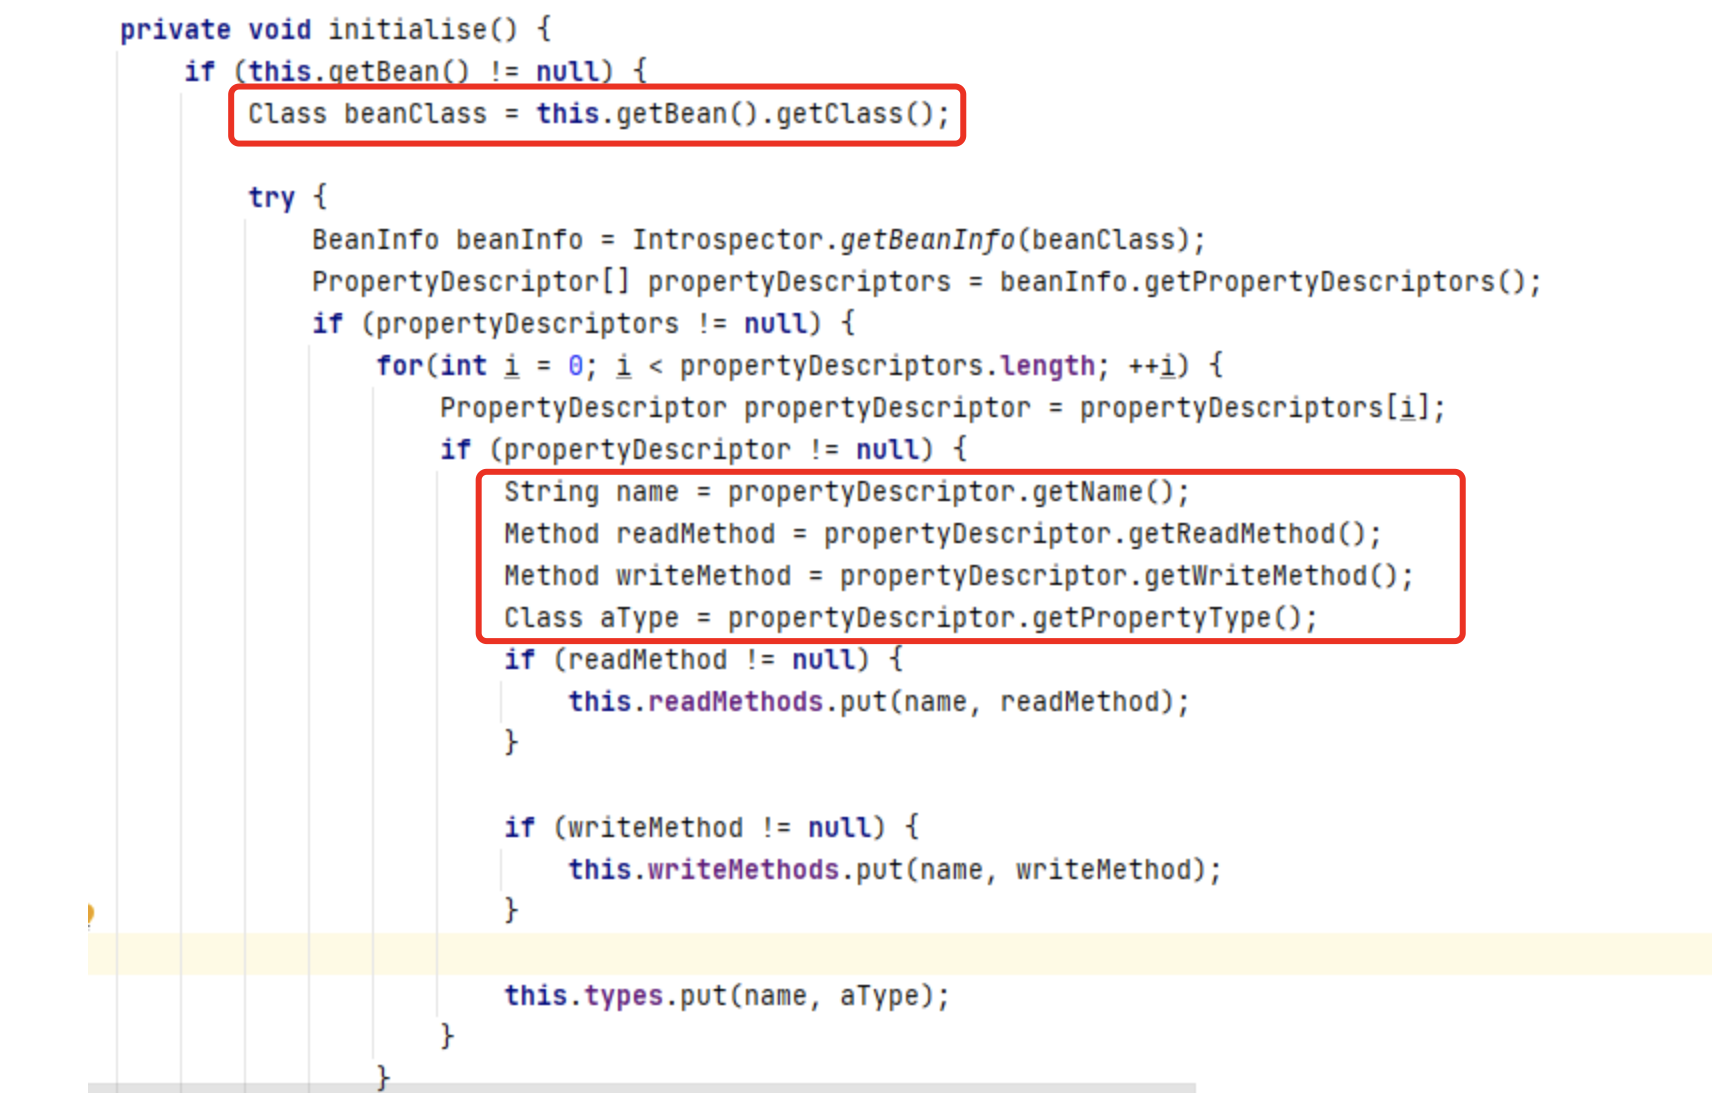 private void initialise() {
if (this.getBean() != null) {
Class beanClass = this.getBean().getClass();
try {
BeanInfo beanInfo = Introspector.getBeanInfo(beanClass);
PropertyDescriptor[] propertyDescriptors = beanInfo.getPropertyDescriptors();
if (propertyDescriptors != null) {
for(int i = 0; i < propertyDescriptors.length; ++i) {
PropertyDescriptor propertyDescriptor = propertyDescriptors[i];
if (propertyDescriptor != null) {
String name = propertyDescriptor.getName();
Method readMethod = propertyDescriptor.getReadMethod();
Method writeMethod = propertyDescriptor.getWriteMethod();
Class aType = propertyDescriptor.getPropertyType();
if (readMethod != null) {
this.readMethods.put(name, readMethod);
}
if (writeMethod != null) {
this.writeMethods.put(name, writeMethod);
}
this.types.put(name, aType);
}
}